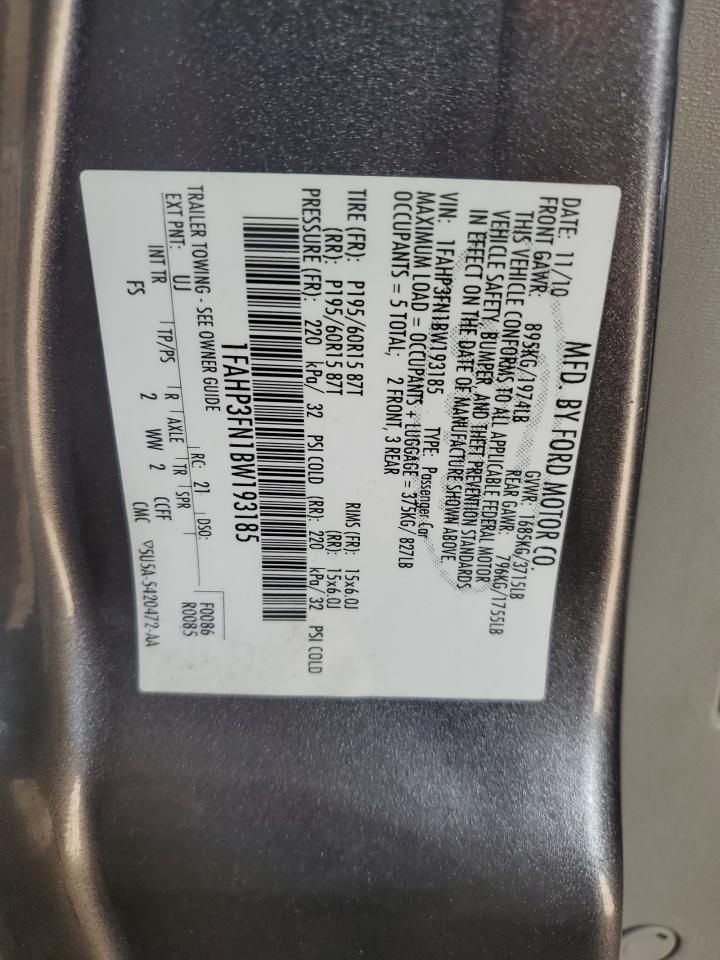 MFD. BY FORD MOTOR CO.
DATE: 11/10 GVWR: 1685KG/3715LB
FRONT GAWR: 895KG/1974LB REAR GAWR: 796KG/1755LB
THIS VEHICLE CONFORMS TO ALL APPLICABLE FEDERAL MOTOR
VEHICLE SAFETY, BUMPER, AND THEFT PREVENTION STANDARDS
IN EFFECT ON THE DATE OF MANUFACTURE SHOWN ABOVE.
VIN: 1FAHP3FN1BW193185 TYPE: Passenger Car
MAXIMUM LOAD = OCCUPANTS + LUGGAGE = 375KG/827LB
OCCUPANTS = 5 TOTAL; 2 FRONT, 3 REAR
TIRE (FR): P195/60R15 87T RIMS (FR): 15x6.0J
(RR): P195/60R15 87T (RR): 15x6.0J
PRESSURE (FR): 220 kPa/ 32 PSI COLD (RR): 220 kPa/ 32 PSI COLD
1FAHP3FN1BW193185
TRAILER TOWING - SEE OWNER GUIDE F0086
EXT PNT: UJ RC: 21 DSO: R0085
INT TR TP/PS R AXLE TR SPR
FS 2 WW 2 CCFF
CMC 5U5A-5420472-AA